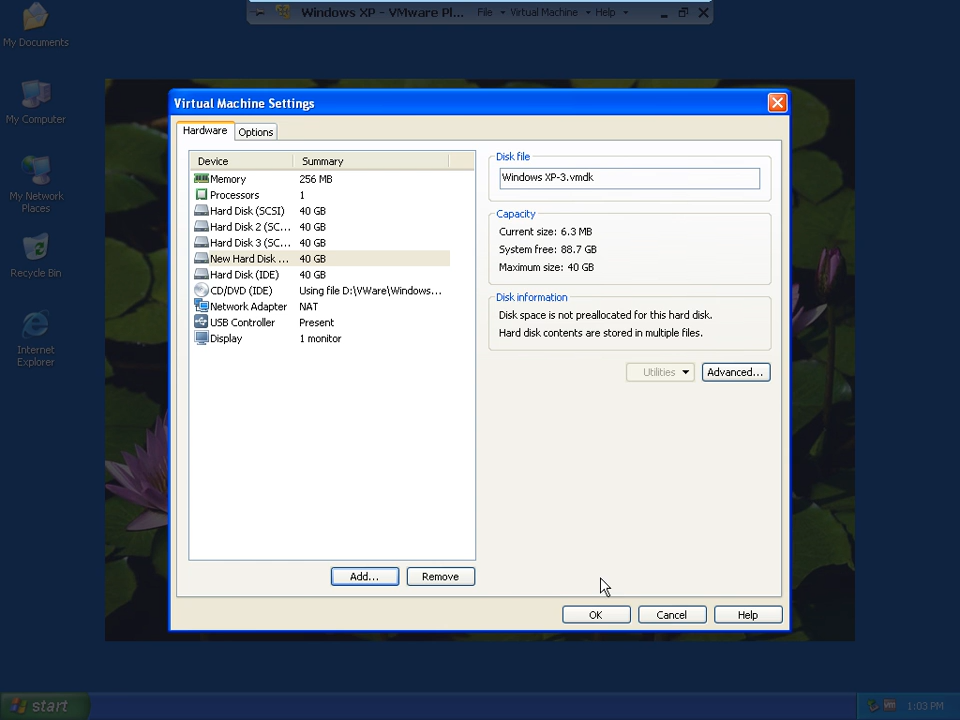 Windows XP - VMware Pl... File Virtual Machine Help
My Documents
My Computer
My Network
Places
Recycle Bin
Internet
Explorer
Virtual Machine Settings
Hardware Options
Device Summary
Memory 256 MB
Processors 1
Hard Disk (SCSI) 40 GB
Hard Disk 2 (SC... 40 GB
Hard Disk 3 (SC... 40 GB
New Hard Disk ... 40 GB
Hard Disk (IDE) 40 GB
CD/DVD (IDE) Using file D:\VWare\Windows...
Network Adapter NAT
USB Controller Present
Display 1 monitor
Add... Remove
Disk file
Windows XP-3.vmdk
Capacity
Current size: 6.3 MB
System free: 88.7 GB
Maximum size: 40 GB
Disk information
Disk space is not preallocated for this hard disk.
Hard disk contents are stored in multiple files.
Utilities Advanced...
OK Cancel Help
start 1:03 PM